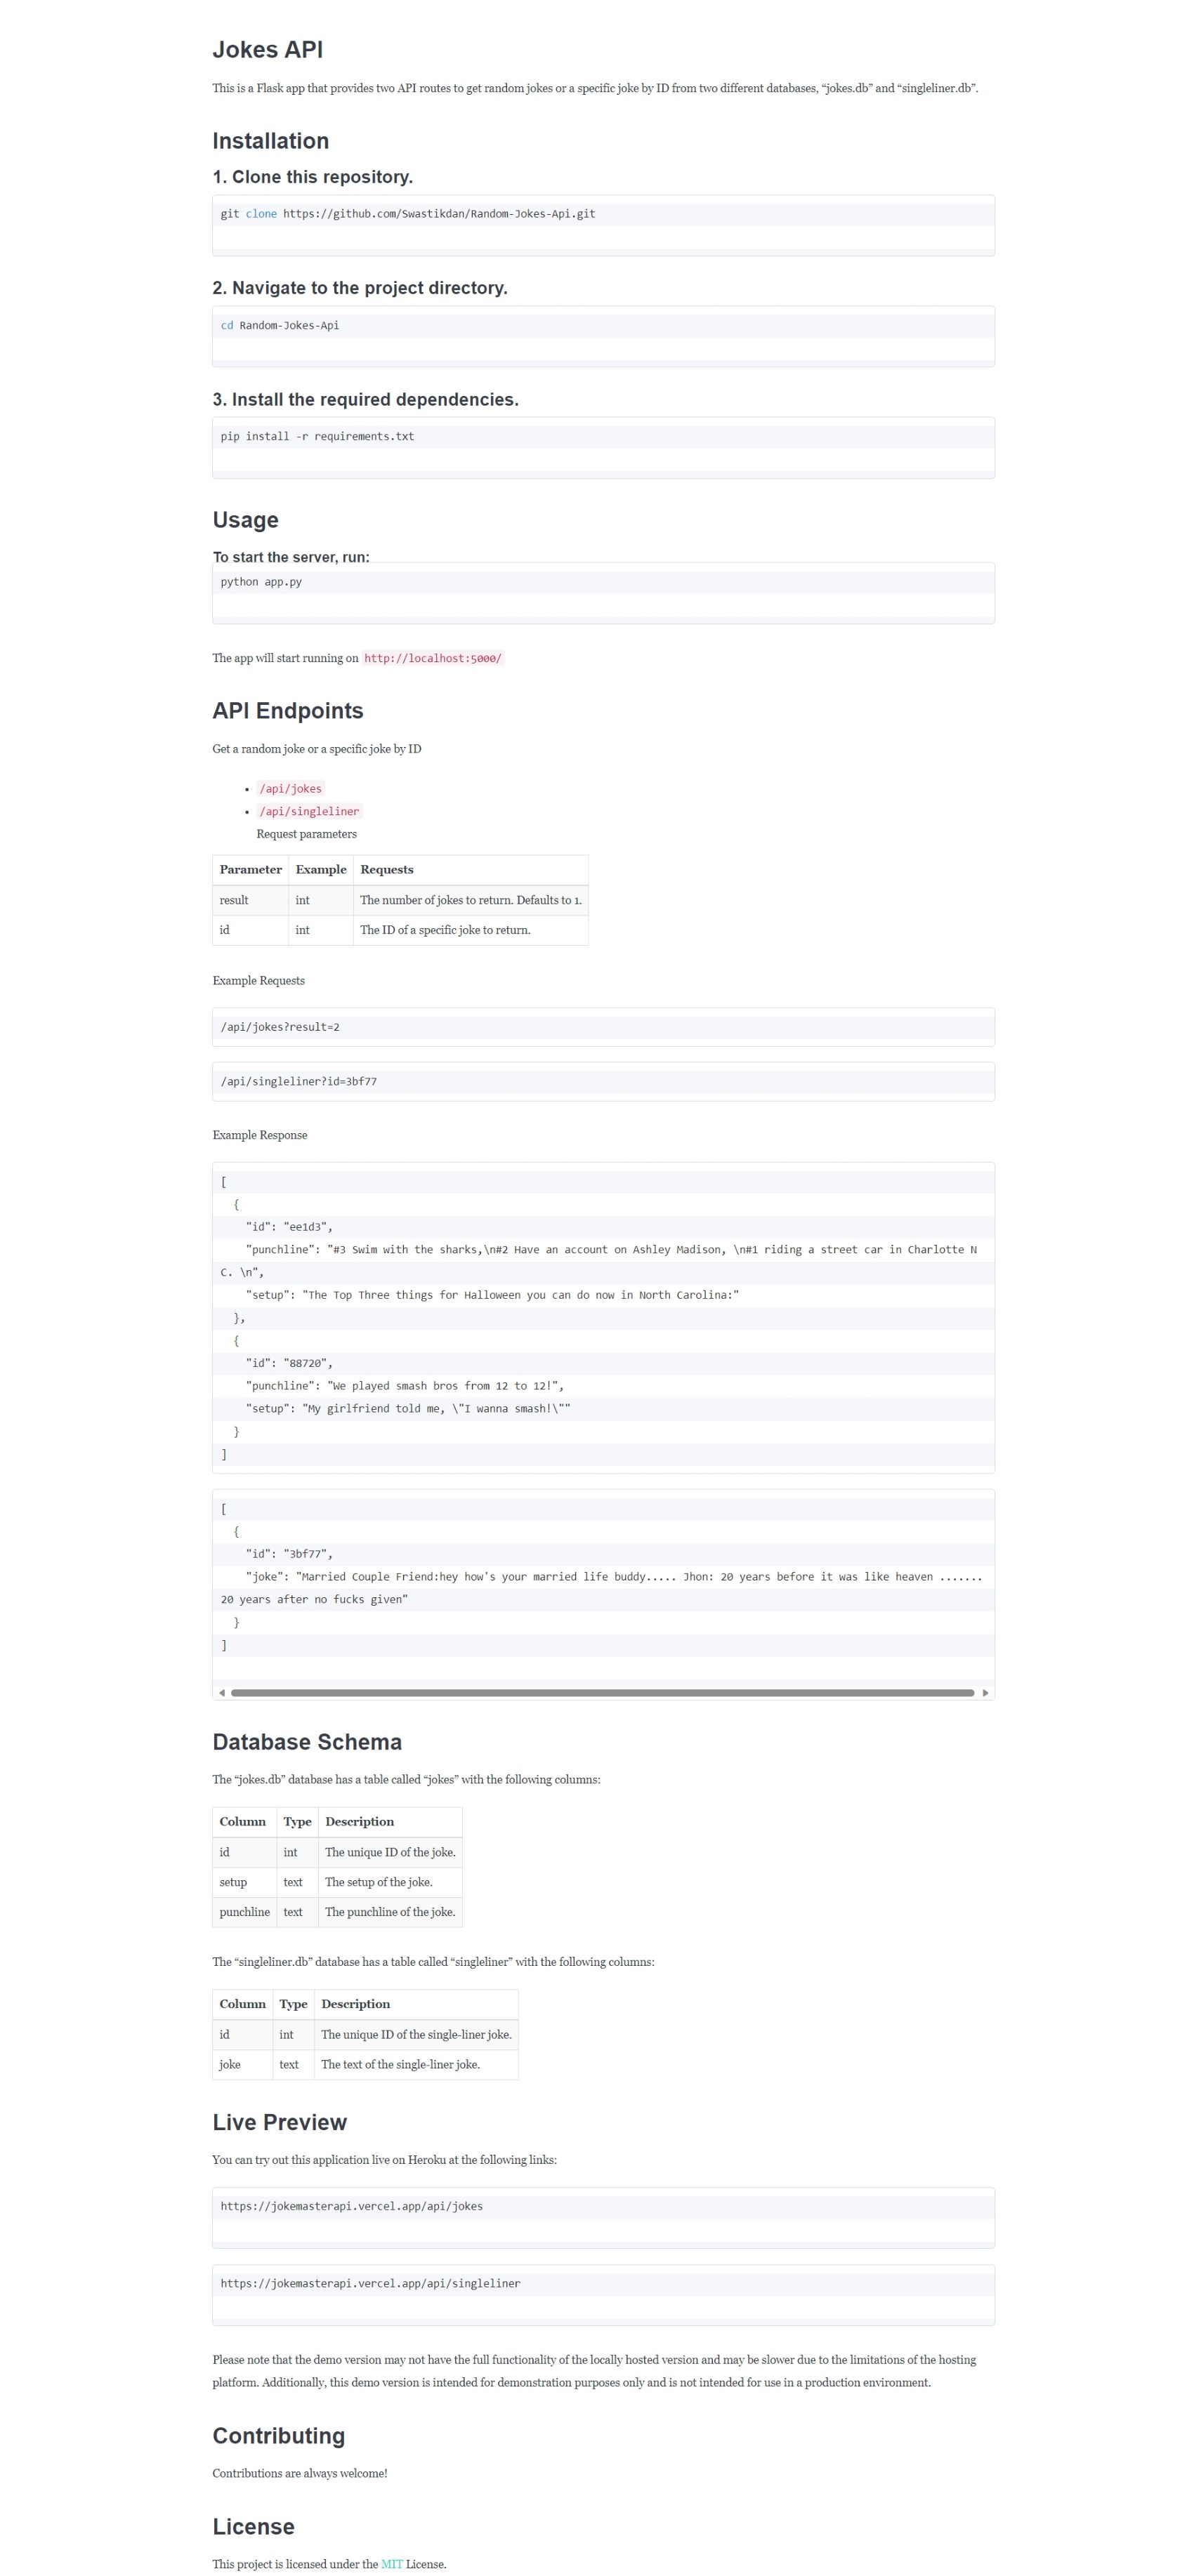 Jokes API
This is a Flask app that provides two API routes to get random jokes or a specific joke by ID from two different databases, “jokes.db” and “singleliner.db”.
Installation
1. Clone this repository.
git clone https://github.com/Swastikdan/Random-Jokes-Api.git
2. Navigate to the project directory.
cd Random-Jokes-Api
3. Install the required dependencies.
pip install -r requirements.txt
Usage
To start the server, run:
python app.py
The app will start running on http://localhost:5000/
API Endpoints
Get a random joke or a specific joke by ID
• /api/jokes
• /api/singleliner
Request parameters
Parameter Example Requests
result int The number of jokes to return. Defaults to 1.
id int The ID of a specific joke to return.
Example Requests
/api/jokes?result=2
/api/singleliner?id=3bf77
Example Response
[
  {
    "id": "ee1d3",
    "punchline": "#3 Swim with the sharks,\n#2 Have an account on Ashley Madison, \n#1 riding a street car in Charlotte N
C. \n",
    "setup": "The Top Three things for Halloween you can do now in North Carolina:"
  },
  {
    "id": "88720",
    "punchline": "We played smash bros from 12 to 12!",
    "setup": "My girlfriend told me, \"I wanna smash!\""
  }
]
[
  {
    "id": "3bf77",
    "joke": "Married Couple Friend:hey how's your married life buddy..... Jhon: 20 years before it was like heaven .......
20 years after no fucks given"
  }
]
Database Schema
The “jokes.db” database has a table called “jokes” with the following columns:
Column Type Description
id int The unique ID of the joke.
setup text The setup of the joke.
punchline text The punchline of the joke.
The “singleliner.db” database has a table called “singleliner” with the following columns:
Column Type Description
id int The unique ID of the single-liner joke.
joke text The text of the single-liner joke.
Live Preview
You can try out this application live on Heroku at the following links:
https://jokemasterapi.vercel.app/api/jokes
https://jokemasterapi.vercel.app/api/singleliner
Please note that the demo version may not have the full functionality of the locally hosted version and may be slower due to the limitations of the hosting
platform. Additionally, this demo version is intended for demonstration purposes only and is not intended for use in a production environment.
Contributing
Contributions are always welcome!
License
This project is licensed under the MIT License.